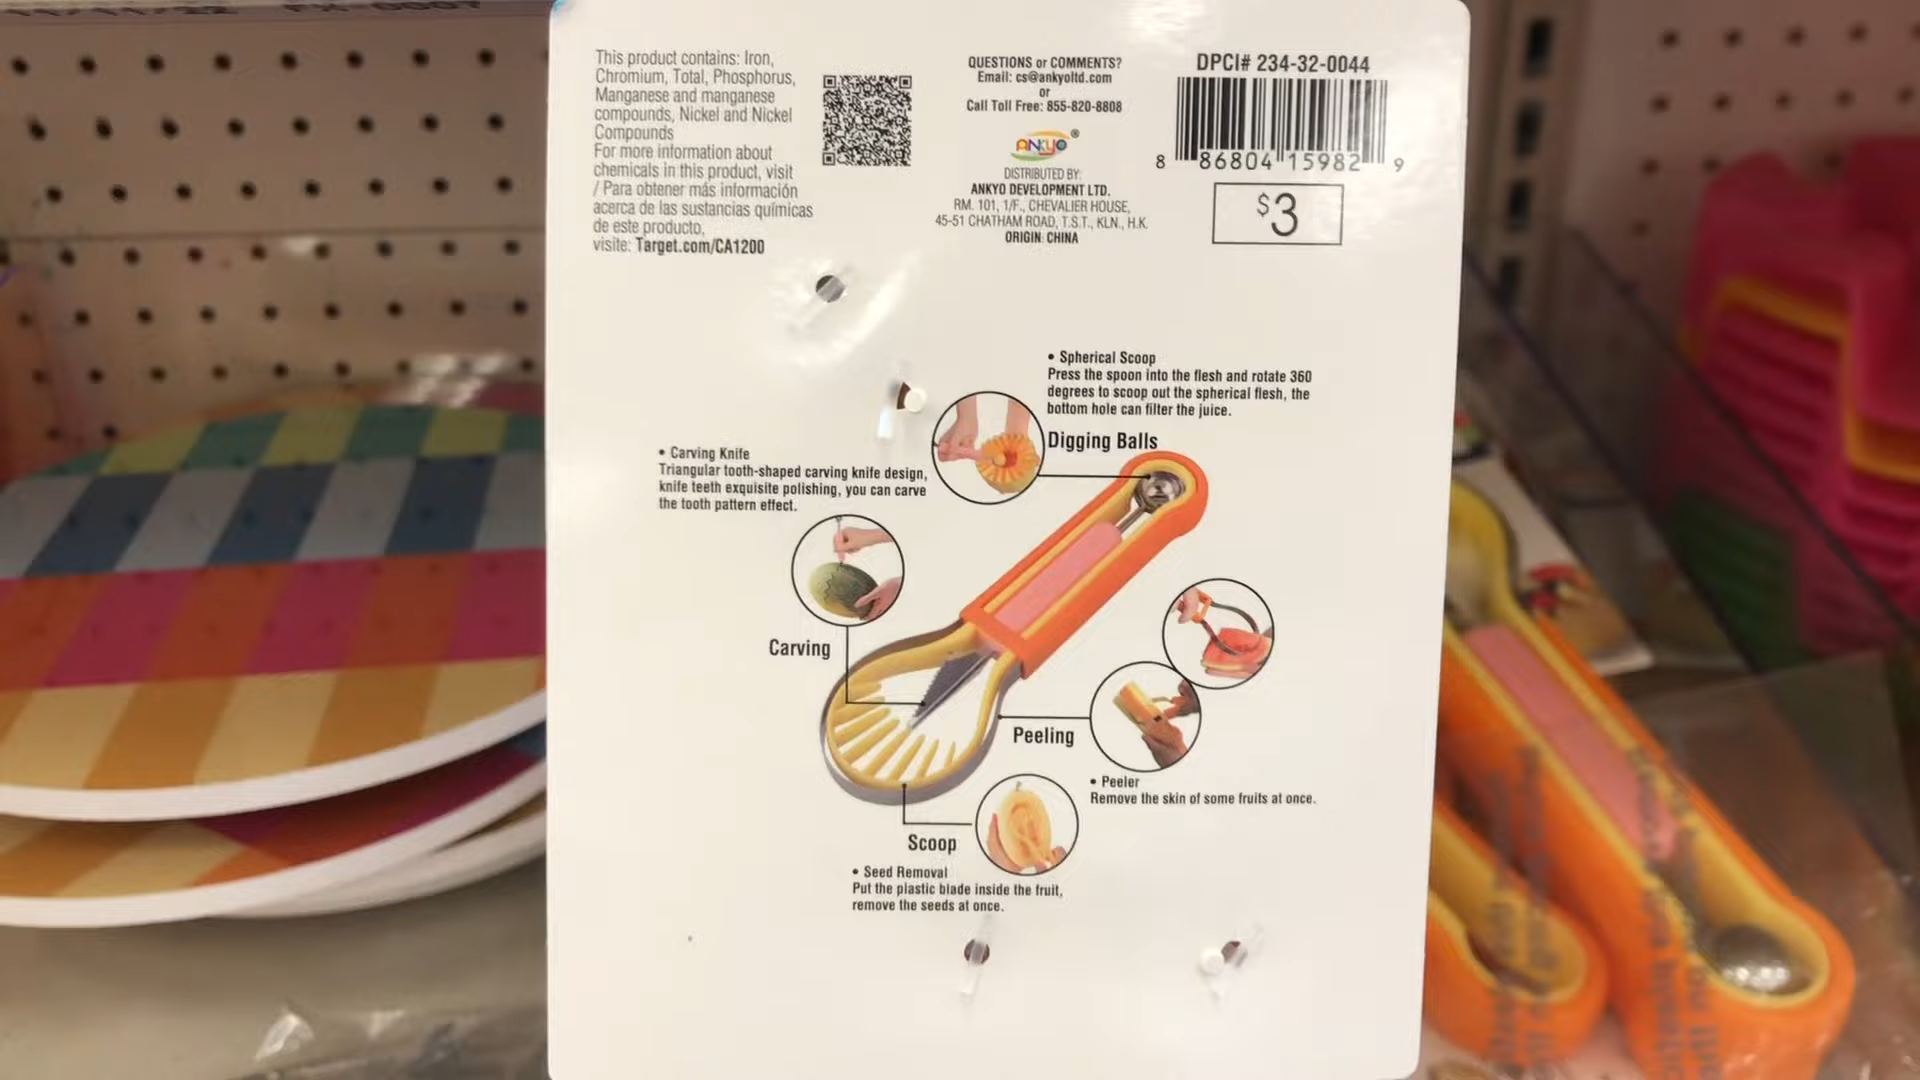 This product contains: Iron,
Chromium, Total, Phosphorus,
Manganese and manganese
compounds, Nickel and Nickel
Compounds
For more information about
chemicals in this product, visit
/ Para obtener más información
acerca de las sustancias químicas
de este producto,
visite: Target.com/CA1200
QUESTIONS or COMMENTS?
Email: cs@ankyoltd.com
or
Call Toll Free: 855-820-8808
ANKYO®
DISTRIBUTED BY:
ANKYO DEVELOPMENT LTD.
RM. 101, 1/F., CHEVALIER HOUSE,
45-51 CHATHAM ROAD, T.S.T., KLN., H.K.
ORIGIN: CHINA
DPCI# 234-32-0044
8 86804 15982 9
$3
• Spherical Scoop
Press the spoon into the flesh and rotate 360
degrees to scoop out the spherical flesh, the
bottom hole can filter the juice.
Digging Balls
• Carving Knife
Triangular tooth-shaped carving knife design,
knife teeth exquisite polishing, you can carve
the tooth pattern effect.
Carving
Peeling
• Peeler
Remove the skin of some fruits at once.
Scoop
• Seed Removal
Put the plastic blade inside the fruit,
remove the seeds at once.